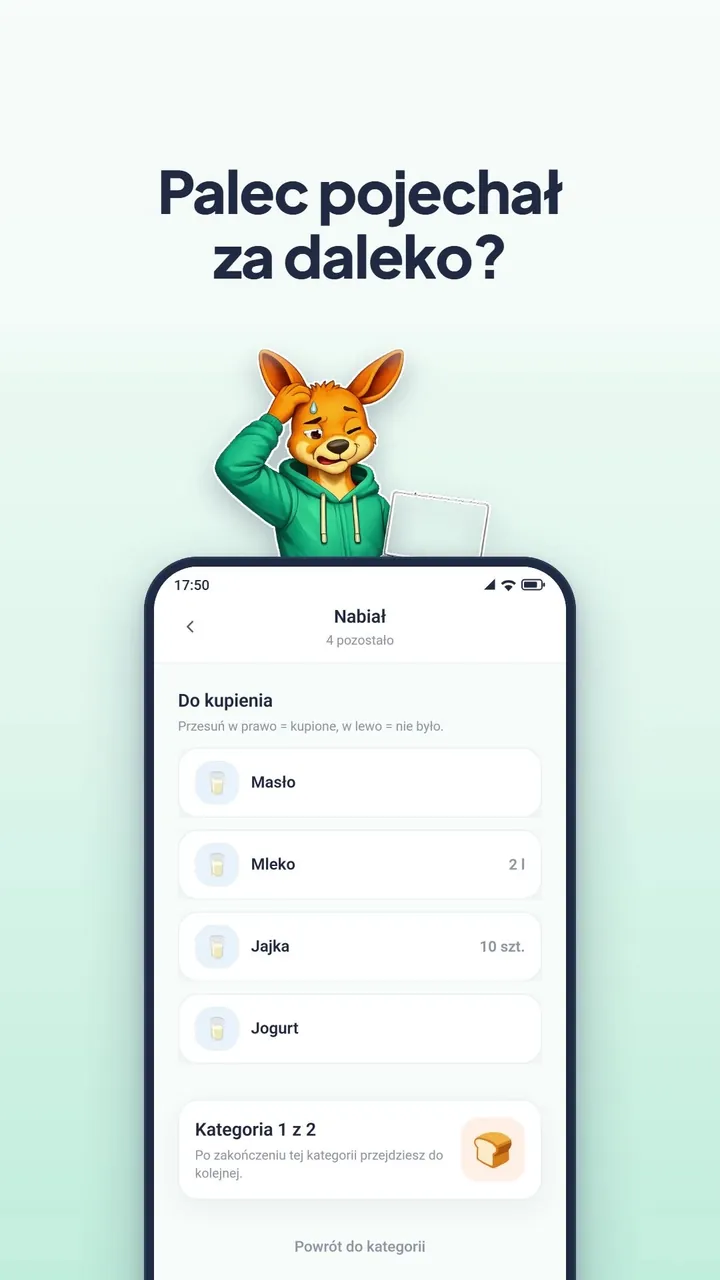 Palec pojechał
za daleko?
17:50
Nabiał
4 pozostało
Do kupienia
Przesuń w prawo = kupione, w lewo = nie było.
Masło
Mleko
2 l
Jajka
10 szt.
Jogurt
Kategoria 1 z 2
Po zakończeniu tej kategorii przejdziesz do
kolejnej.
Powrót do kategorii